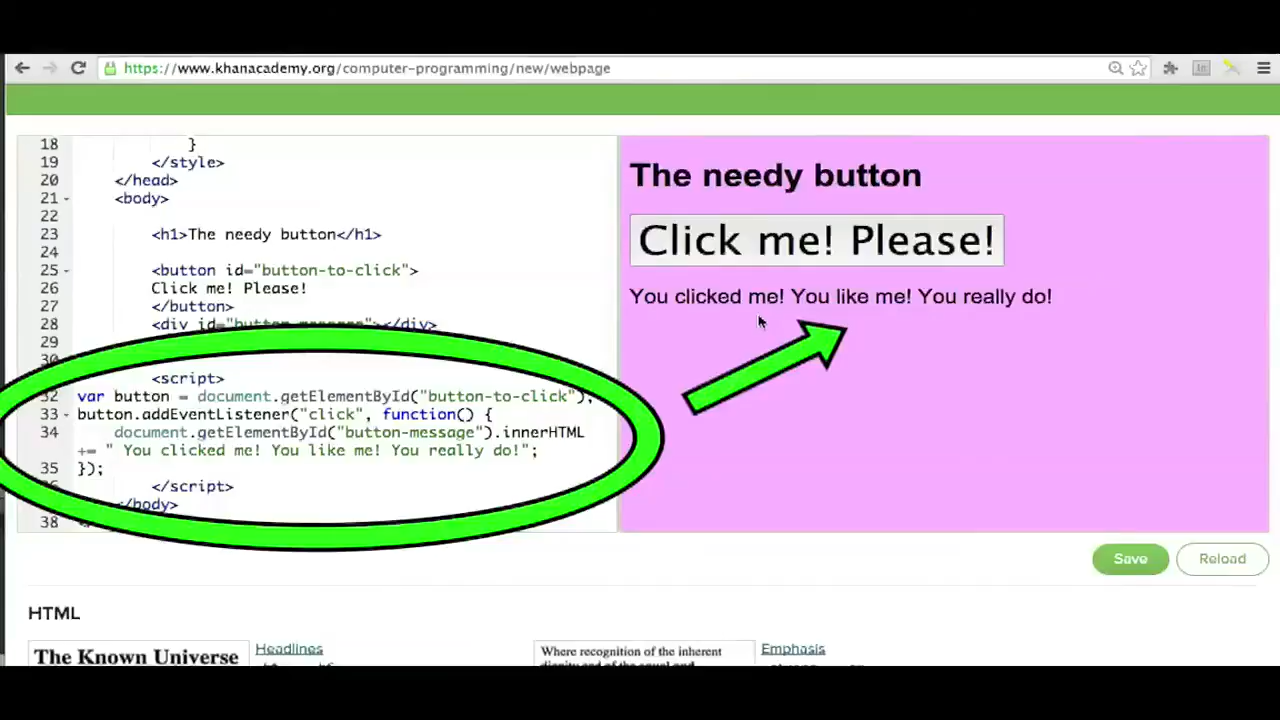 https://www.khanacademy.org/computer-programming/new/webpage
18 }
19 </style>
20 </head>
21 <body>
22
23 <h1>The needy button</h1>
24
25 <button id="button-to-click">
26 Click me! Please!
27 </button>
28 <div id="button-message"></div>
29
<script>
32 var button = document.getElementById("button-to-click");
33 button.addEventListener("click", function() {
34 document.getElementById("button-message").innerHTML
+= " You clicked me! You like me! You really do!";
35 });
</script>
</body>
38
The needy button
Click me! Please!
You clicked me! You like me! You really do!
Save
Reload
HTML
The Known Universe
Headlines
Where recognition of the inherent
Emphasis